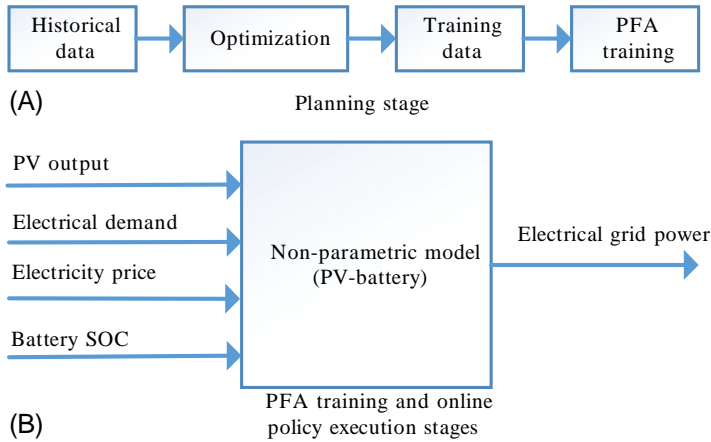 Historical
data
Optimization
Training
data
PFA
training
(A)
Planning stage
PV output
Electrical demand
Electricity price
Battery SOC
Non-parametric model
(PV-battery)
Electrical grid power
PFA training and online
policy execution stages
(B)